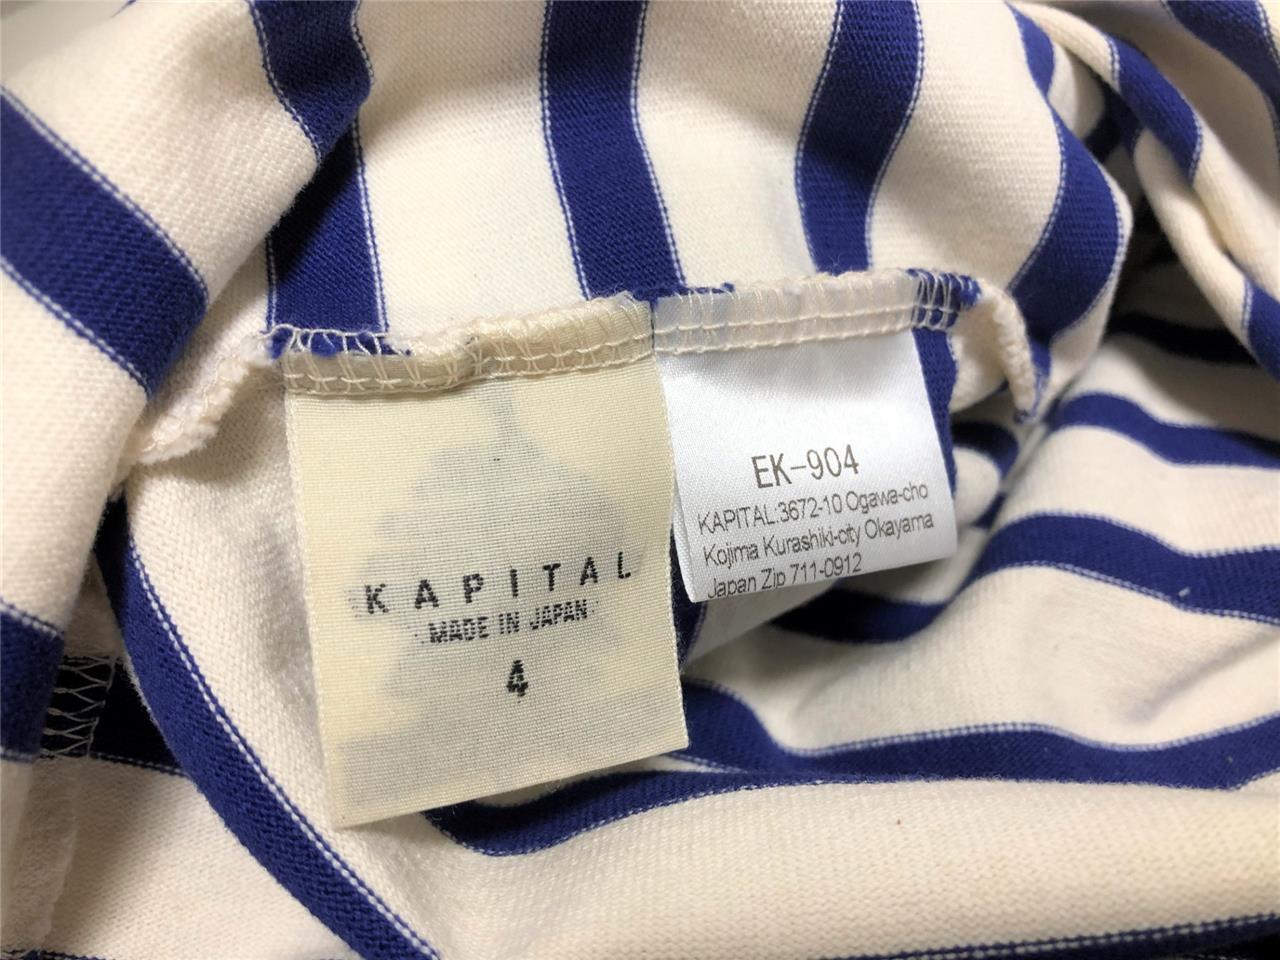 KAPITAL
MADE IN JAPAN
4
EK-904
KAPITAL:3672-10 Ogawa-cho
Kojima Kurashiki-city Okayama
Japan Zip 711-0912